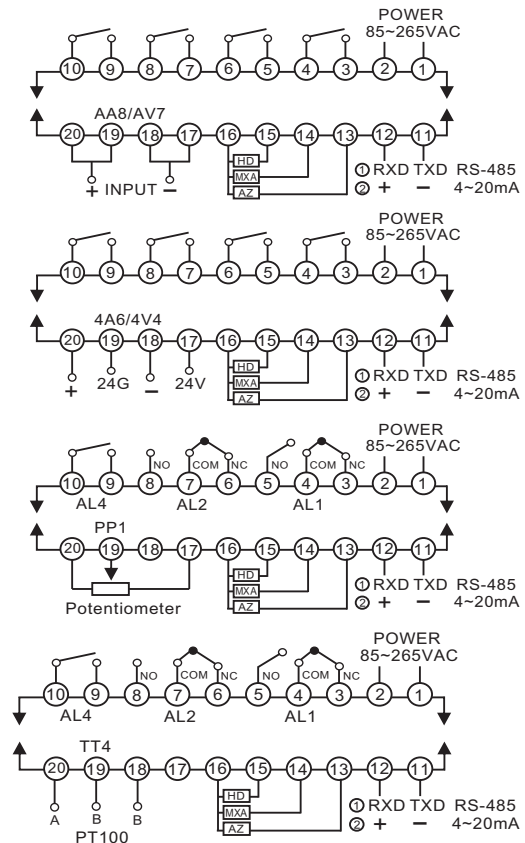 POWER
85~265VAC
10 9 8 7 6 5 4 3 2 1
AA8/AV7
20 19 18 17 16 15 14 13 12 11
HD
MXA
AZ
+ INPUT −
① RXD TXD RS-485
② + − 4~20mA
POWER
85~265VAC
10 9 8 7 6 5 4 3 2 1
4A6/4V4
20 19 18 17 16 15 14 13 12 11
+ 24G − 24V
HD
MXA
AZ
① RXD TXD RS-485
② + − 4~20mA
POWER
85~265VAC
NO COM NC NO COM NC
10 9 8 7 6 5 4 3 2 1
AL4 AL2 AL1
PP1
20 19 18 17 16 15 14 13 12 11
HD
MXA
AZ
Potentiometer
① RXD TXD RS-485
② + − 4~20mA
POWER
85~265VAC
NO COM NC NO COM NC
10 9 8 7 6 5 4 3 2 1
AL4 AL2 AL1
TT4
20 19 18 17 16 15 14 13 12 11
HD
MXA
AZ
A B B
PT100
① RXD TXD RS-485
② + − 4~20mA